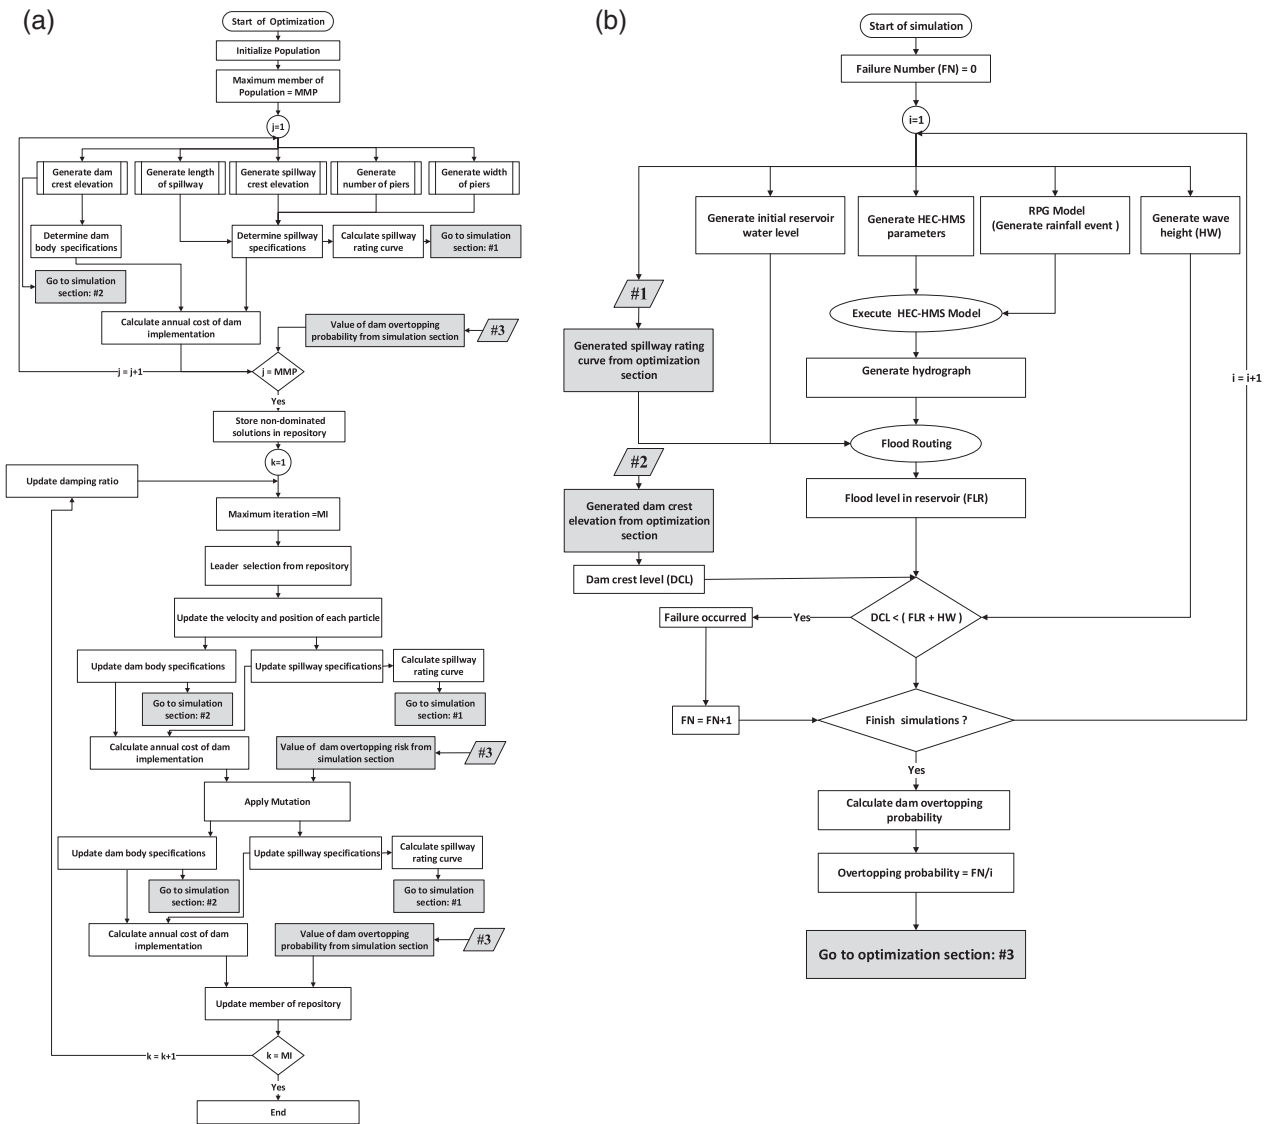 (a)
Start of Optimization
Initialize Population
Maximum member of
Population = MMP
j=1
Generate dam
crest elevation
Generate length
of spillway
Generate spillway
crest elevation
Generate
number of piers
Generate width
of piers
Determine dam
body specifications
Determine spillway
specifications
Calculate spillway
rating curve
Go to simulation
section: #1
Go to simulation
section: #2
Calculate annual cost of dam
implementation
Value of dam overtopping
probability from simulation section
#3
j = j+1
j = MMP
Yes
Store non-dominated
solutions in repository
k=1
Update damping ratio
Maximum iteration =MI
Leader selection from repository
Update the velocity and position of each particle
Update dam body specifications
Update spillway specifications
Calculate spillway
rating curve
Go to simulation
section: #2
Go to simulation
section: #1
Calculate annual cost of dam
implementation
Value of dam overtopping risk from
simulation section
#3
Apply Mutation
Update dam body specifications
Update spillway specifications
Calculate spillway
rating curve
Go to simulation
section: #2
Go to simulation
section: #1
Calculate annual cost of dam
implementation
Value of dam overtopping
probability from simulation section
#3
Update member of repository
k = k+1
k = MI
Yes
End
(b)
Start of simulation
Failure Number (FN) = 0
i=1
Generate initial reservoir
water level
Generate HEC-HMS
parameters
RPG Model
(Generate rainfall event )
Generate wave
height (HW)
#1
Execute HEC-HMS Model
Generated spillway rating
curve from optimization
section
Generate hydrograph
i = i+1
Flood Routing
#2
Flood level in reservoir (FLR)
Generated dam crest
elevation from optimization
section
Dam crest level (DCL)
Failure occurred
Yes
DCL < ( FLR + HW )
FN = FN+1
Finish simulations ?
Yes
Calculate dam overtopping
probability
Overtopping probability = FN/i
Go to optimization section: #3